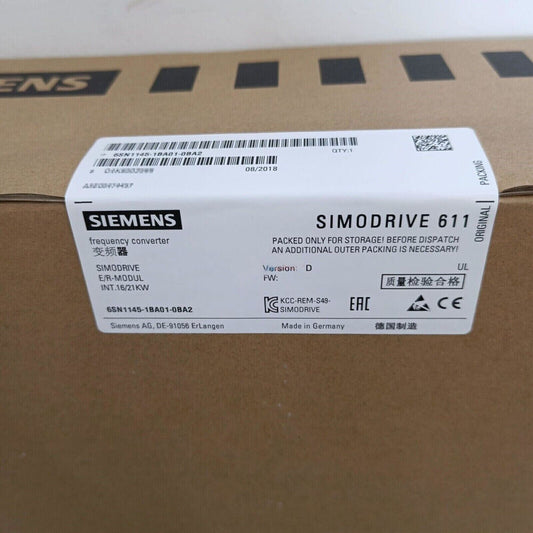 ENS
6SN1145-1BA01-0BA2
QTY:1
08/2018
SIEMENS
SIMODRIVE 611
frequency converter
变频器
PACKED ONLY FOR STORAGE! BEFORE DISPATCH
AN ADDITIONAL OUTER PACKING IS NECESSARY!
SIMODRIVE
E/R-MODUL
INT.16/21KW
Version: D
FW:
UL
质量检验合格
6SN1145-1BA01-0BA2
KCC-REM-S49-
SIMODRIVE
EAC
CE
Siemens AG, DE-91056 ErLangen
Made in Germany
德国制造
ORIGINAL PACKING